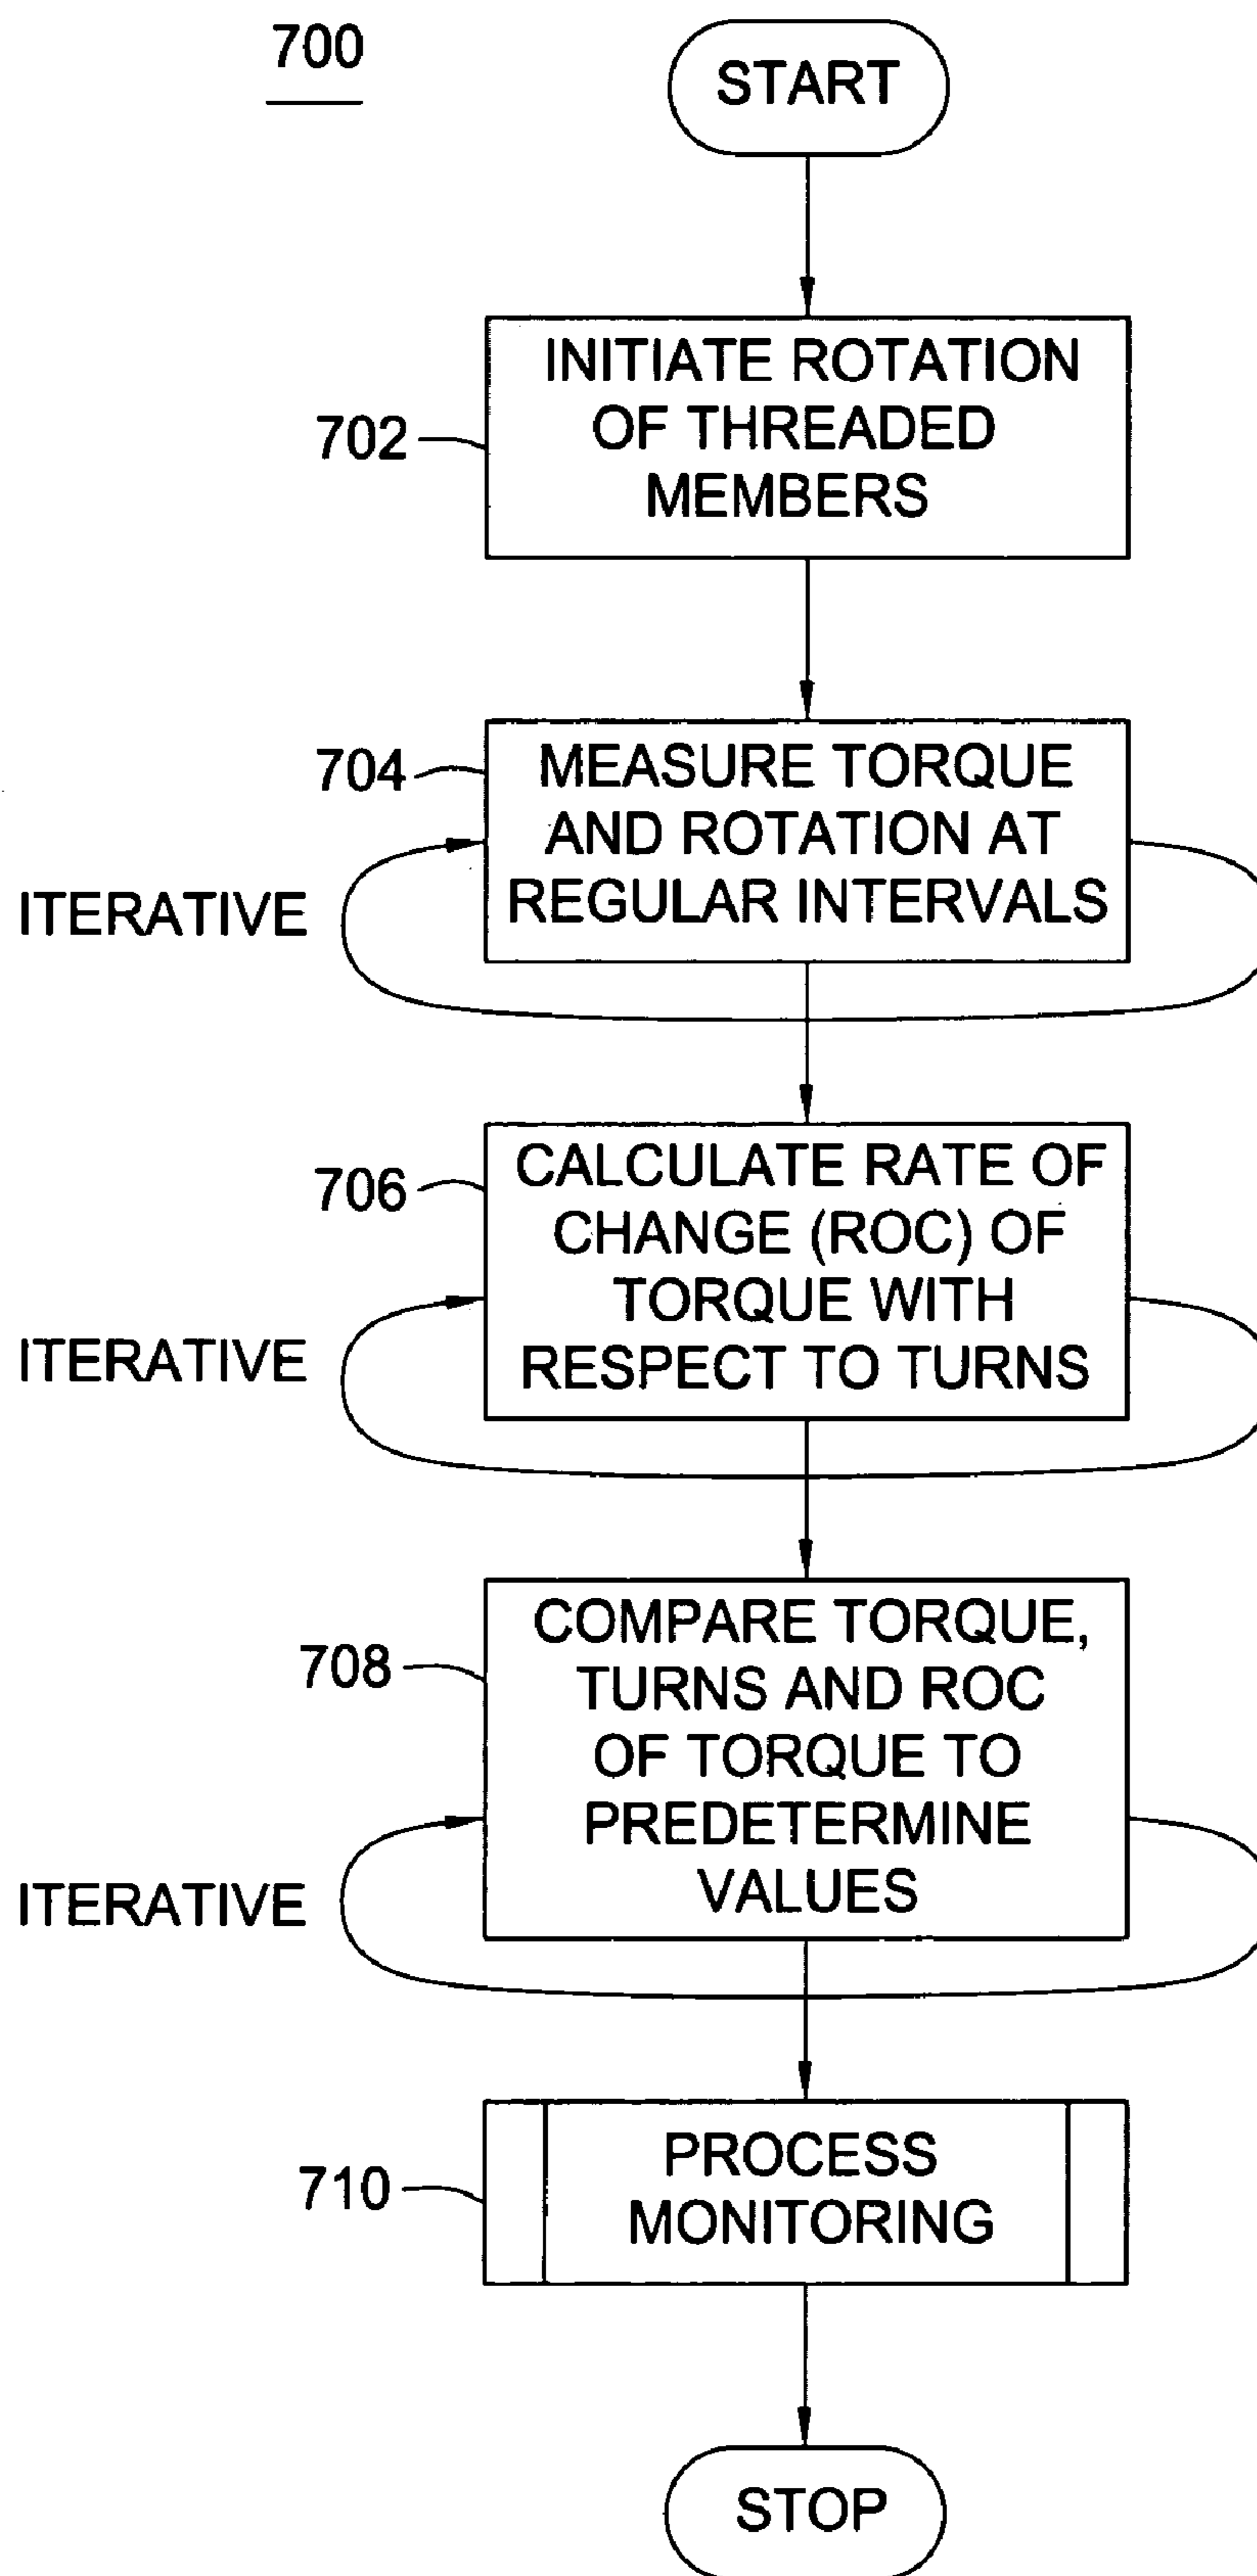 700
START
702
INITIATE ROTATION
OF THREADED
MEMBERS
704
MEASURE TORQUE
AND ROTATION AT
REGULAR INTERVALS
ITERATIVE
706
CALCULATE RATE OF
CHANGE (ROC) OF
TORQUE WITH
RESPECT TO TURNS
ITERATIVE
708
COMPARE TORQUE,
TURNS AND ROC
OF TORQUE TO
PREDETERMINE
VALUES
ITERATIVE
710
PROCESS
MONITORING
STOP